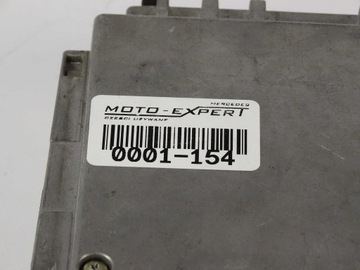 MERCEDES
MOTO-EXPERT
CZĘŚCI UŻYWANE
0001-154